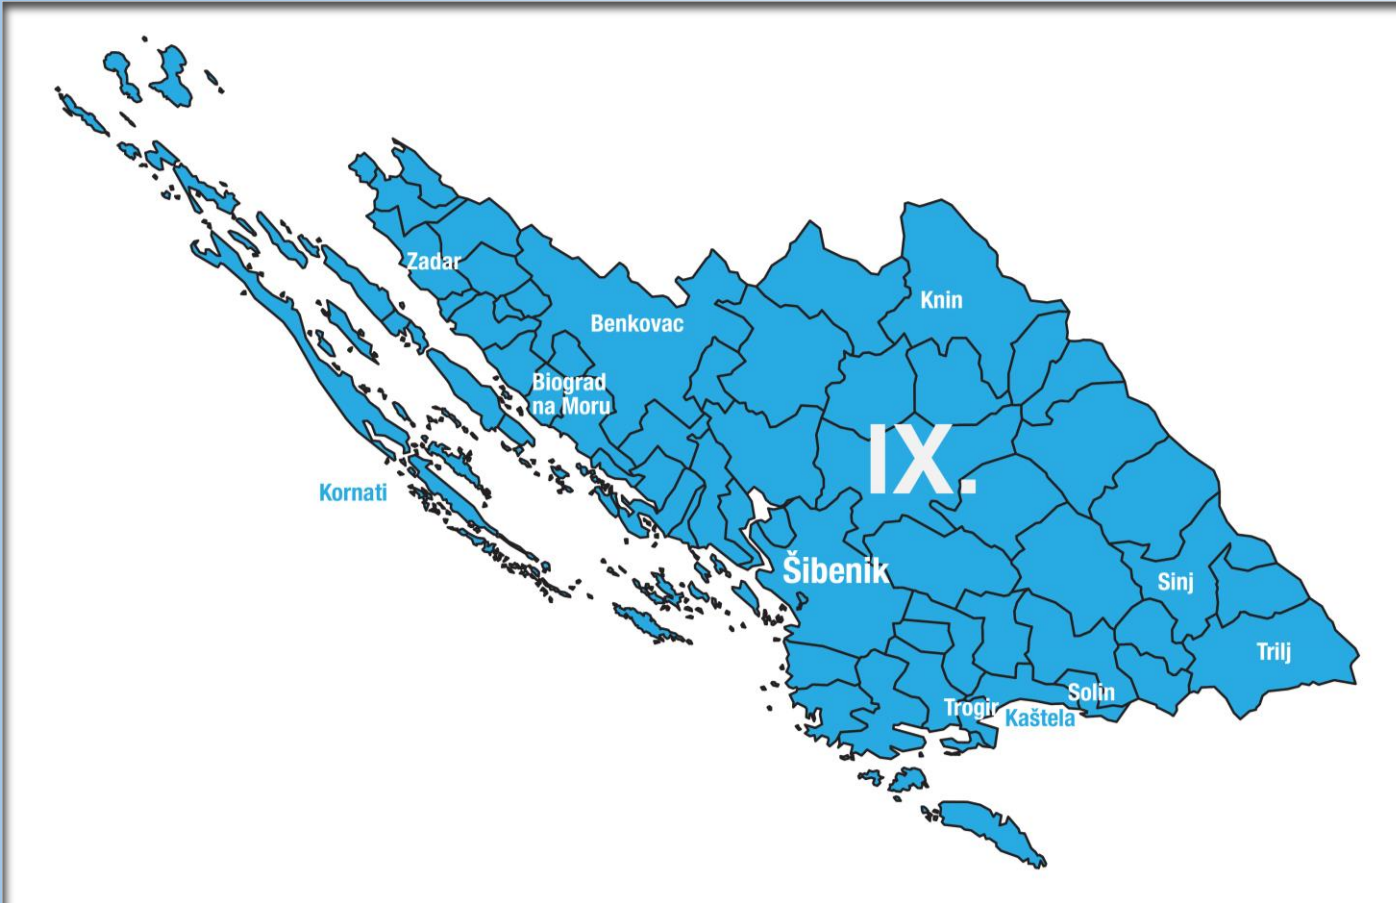 Zadar
Knin
Benkovac
Biograd
na Moru
IX.
Kornati
Šibenik
Sinj
Trilj
Solin
Trogir
Kaštela